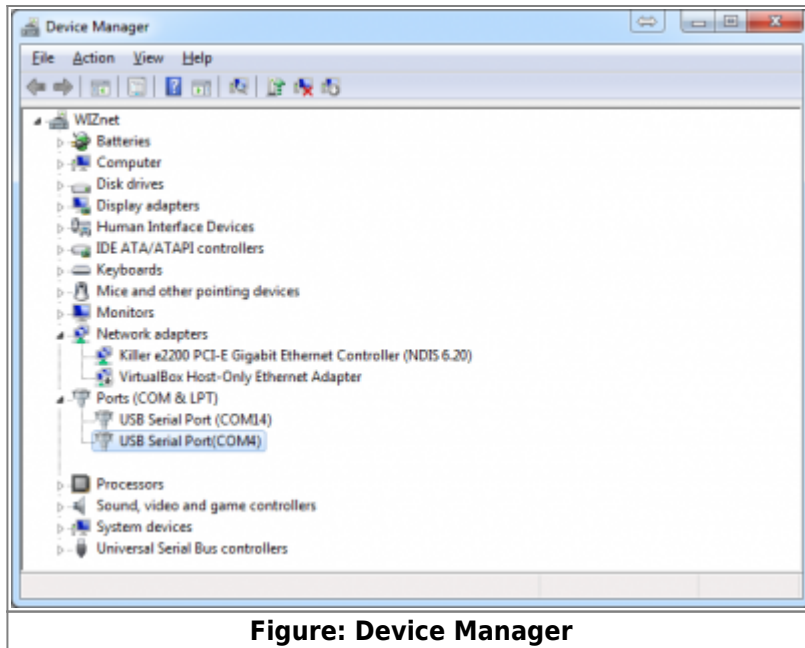 Device Manager
File Action View Help
WIZnet
Batteries
Computer
Disk drives
Display adapters
Human Interface Devices
IDE ATA/ATAPI controllers
Keyboards
Mice and other pointing devices
Monitors
Network adapters
Killer e2200 PCI-E Gigabit Ethernet Controller (NDIS 6.20)
VirtualBox Host-Only Ethernet Adapter
Ports (COM & LPT)
USB Serial Port (COM14)
USB Serial Port(COM4)
Processors
Sound, video and game controllers
System devices
Universal Serial Bus controllers
Figure: Device Manager